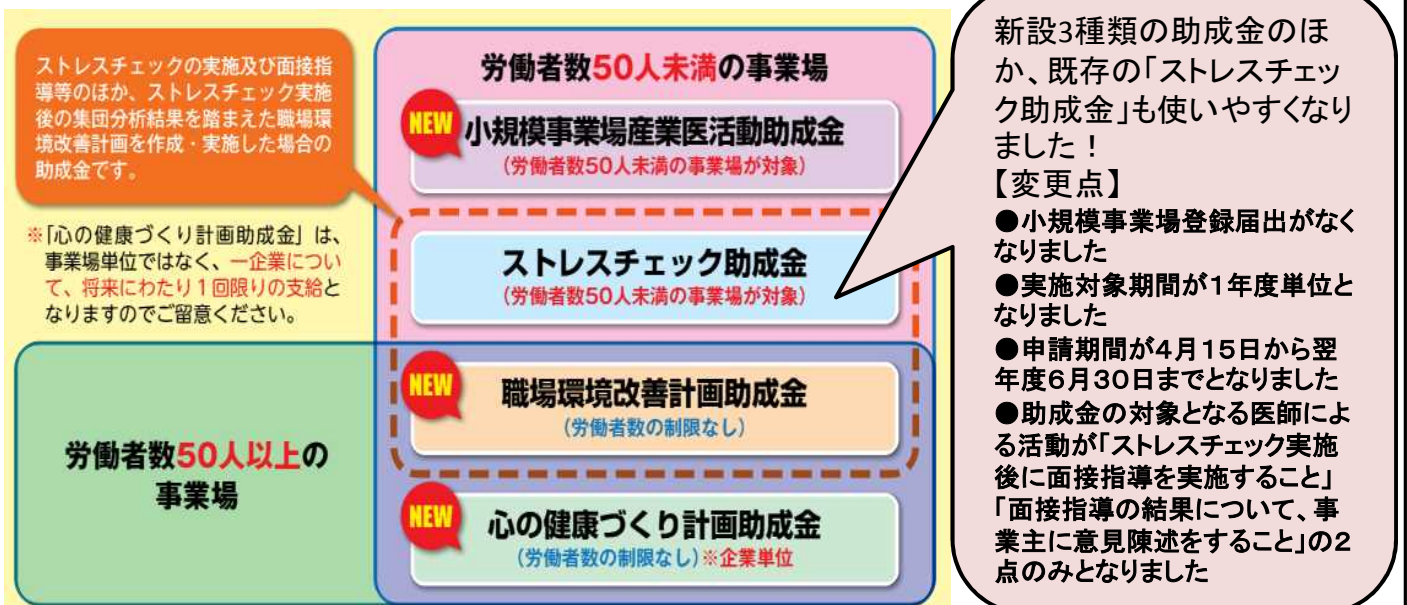 ストレスチェックの実施及び面接指
導等のほか、ストレスチェック実施
後の集団分析結果を踏まえた職場環
境改善計画を作成・実施した場合の
助成金です。
※「心の健康づくり計画助成金」は、
事業場単位ではなく、一企業につい
て、将来にわたり1回限りの支給と
なりますのでご留意ください。
労働者数50人以上の
事業場
労働者数50人未満の事業場
NEW
小規模事業場産業医活動助成金
(労働者数50人未満の事業場が対象)
ストレスチェック助成金
(労働者数50人未満の事業場が対象)
NEW
職場環境改善計画助成金
(労働者数の制限なし)
NEW
心の健康づくり計画助成金
(労働者数の制限なし)※企業単位
新設3種類の助成金のほ
か、既存の「ストレスチェッ
ク助成金」も使いやすくなり
ました！
【変更点】
●小規模事業場登録届出がなく
なりました
●実施対象期間が1年度単位と
なりました
●申請期間が4月15日から翌
年度6月30日までとなりました
●助成金の対象となる医師によ
る活動が「ストレスチェック実施
後に面接指導を実施すること」
「面接指導の結果について、事
業主に意見陳述をすること」の2
点のみとなりました